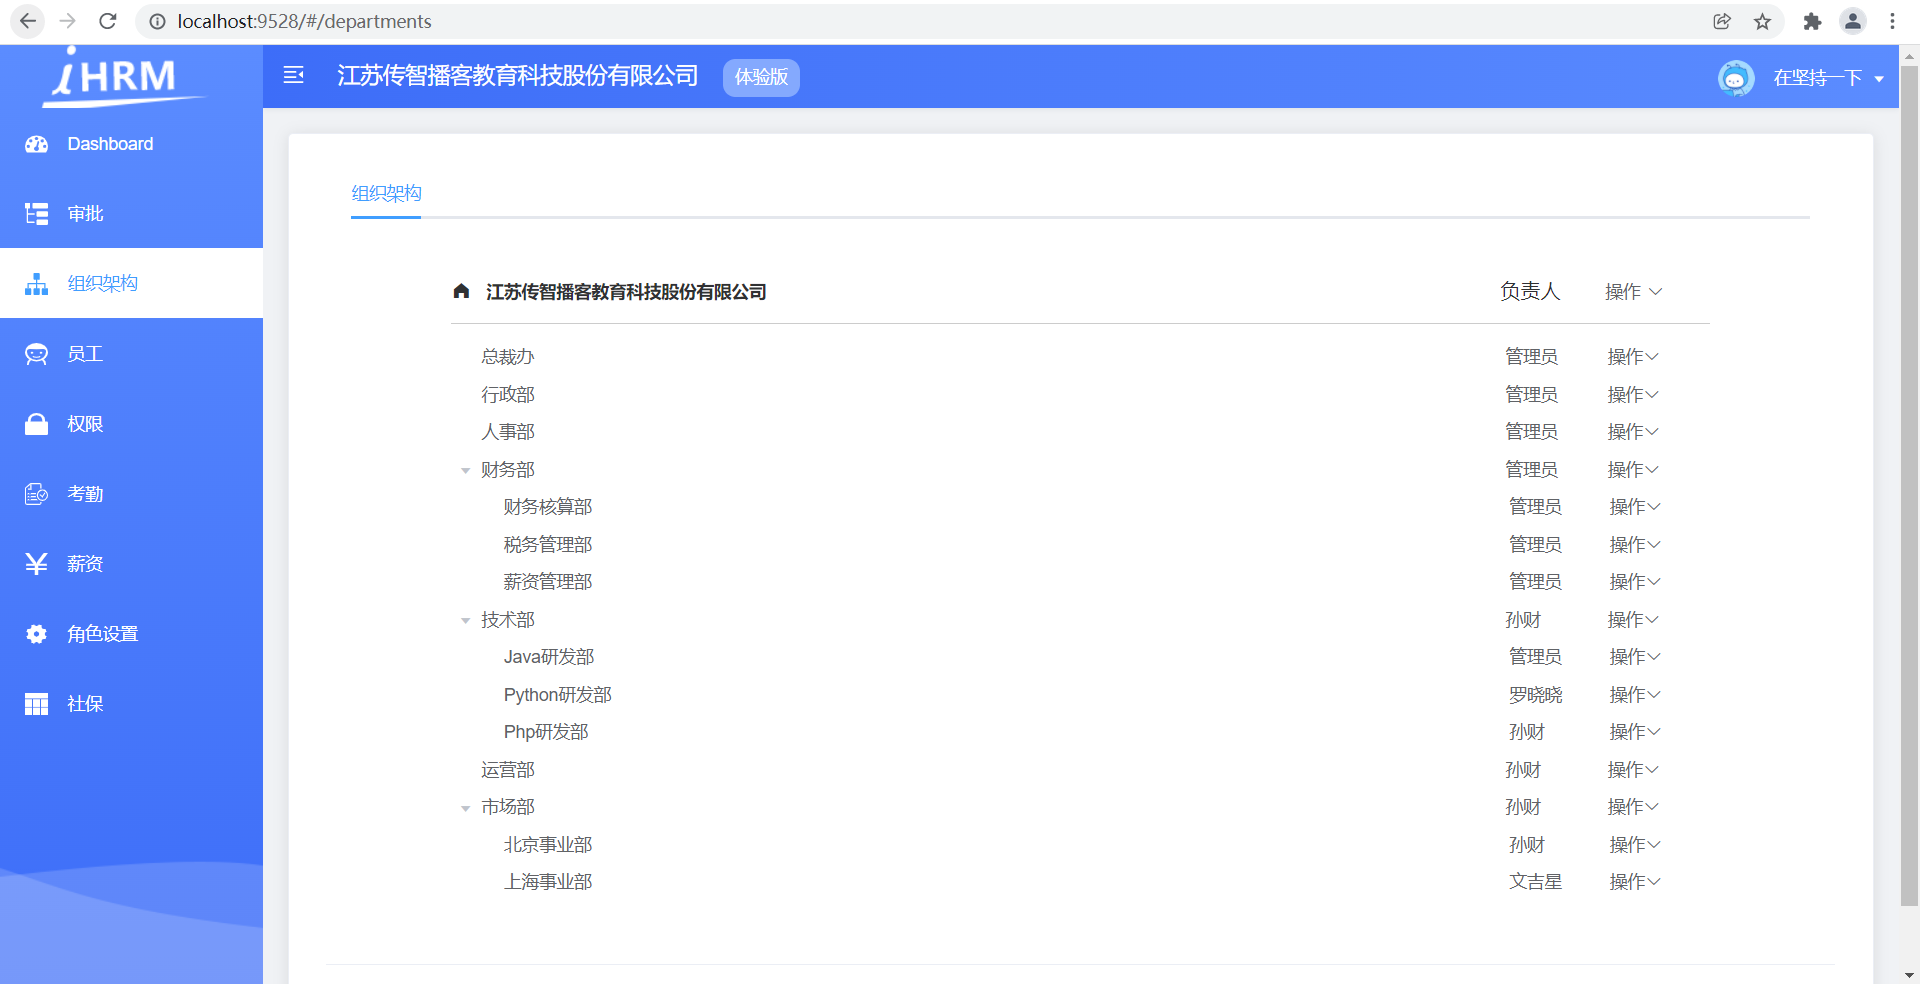 localhost:9528/#/departments
iHRM
江苏传智播客教育科技股份有限公司 体验版
在坚持一下
Dashboard
审批
组织架构
员工
权限
考勤
薪资
角色设置
社保
组织架构
江苏传智播客教育科技股份有限公司 负责人 操作
总裁办 管理员 操作
行政部 管理员 操作
人事部 管理员 操作
财务部 管理员 操作
财务核算部 管理员 操作
税务管理部 管理员 操作
薪资管理部 管理员 操作
技术部 孙财 操作
Java研发部 管理员 操作
Python研发部 罗晓晓 操作
Php研发部 孙财 操作
运营部 孙财 操作
市场部 孙财 操作
北京事业部 孙财 操作
上海事业部 文吉星 操作